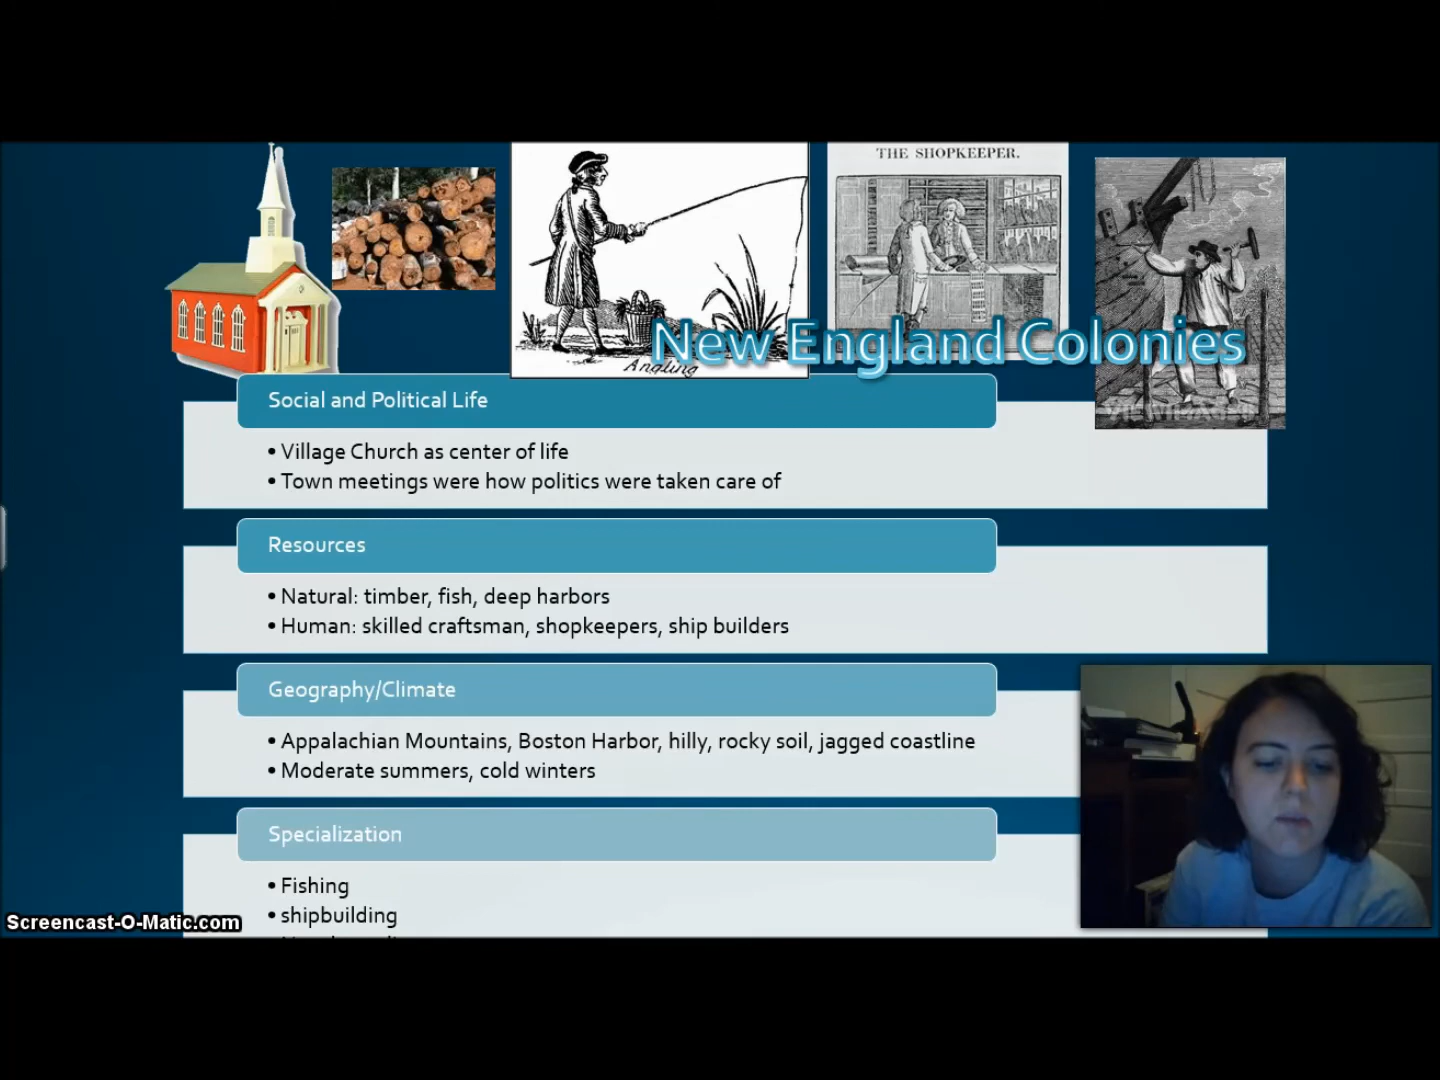 THE SHOPKEEPER.
Angling
New England Colonies
Social and Political Life
• Village Church as center of life
• Town meetings were how politics were taken care of
Resources
• Natural: timber, fish, deep harbors
• Human: skilled craftsman, shopkeepers, ship builders
Geography/Climate
• Appalachian Mountains, Boston Harbor, hilly, rocky soil, jagged coastline
• Moderate summers, cold winters
Specialization
• Fishing
• shipbuilding
Screencast-O-Matic.com